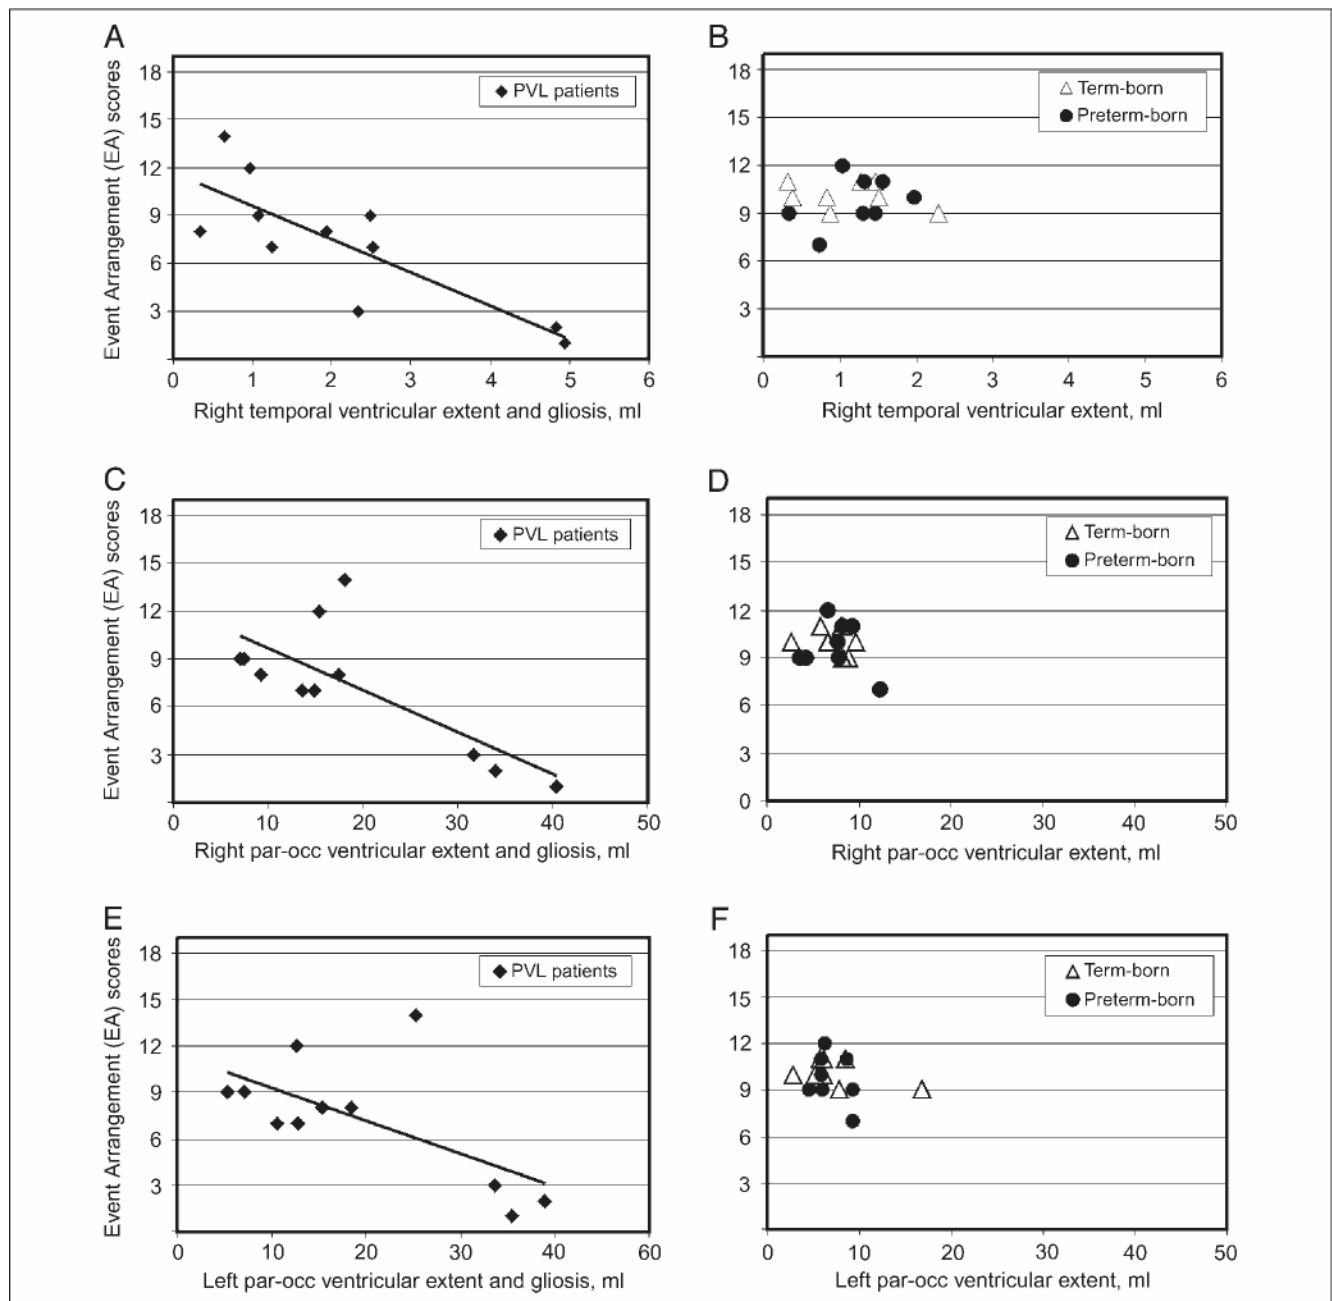 A
Event Arrangement (EA) scores
18
15
12
9
6
3
PVL patients
0 1 2 3 4 5 6
Right temporal ventricular extent and gliosis, ml
B
18
15
12
9
6
3
Term-born
Preterm-born
0 1 2 3 4 5 6
Right temporal ventricular extent, ml
C
Event Arrangement (EA) scores
18
15
12
9
6
3
PVL patients
0 10 20 30 40 50
Right par-occ ventricular extent and gliosis, ml
D
18
15
12
9
6
3
0
Term-born
Preterm-born
0 10 20 30 40 50
Right par-occ ventricular extent, ml
E
Event Arrangement (EA) scores
18
15
12
9
6
3
PVL patients
0 10 20 30 40 60
Left par-occ ventricular extent and gliosis, ml
F
18
15
12
9
6
3
Term-born
Preterm-born
0 10 20 30 40 50
Left par-occ ventricular extent, ml